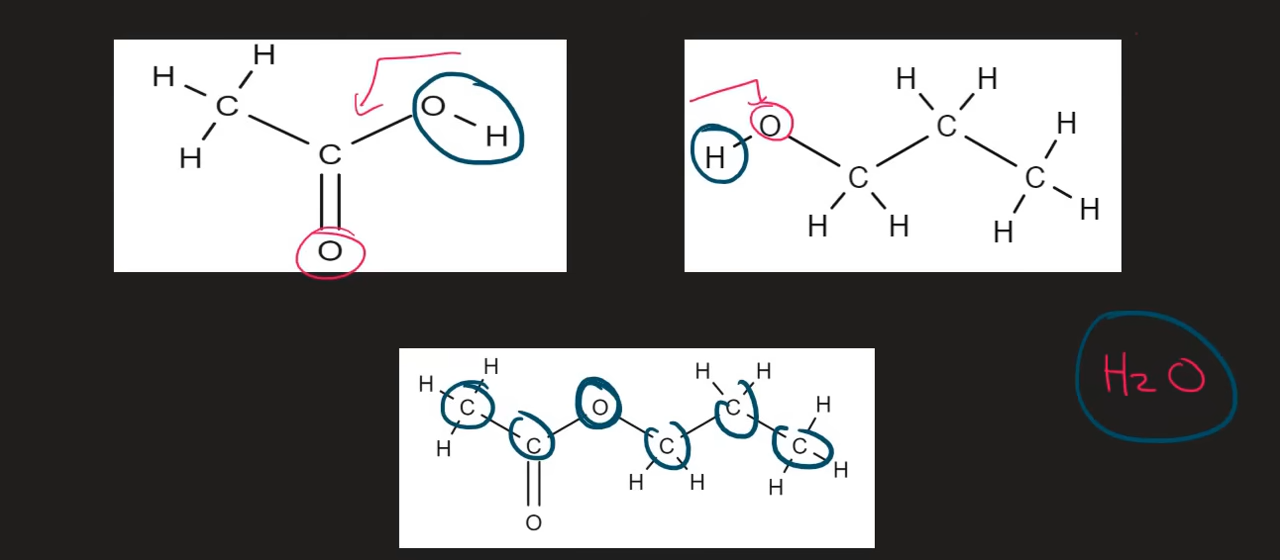 H H
H C O H
H C
O
H H
H O C H
H C C H
H H H H
H₂O
H H H H
H C O C H
H C C C H
H H H
O